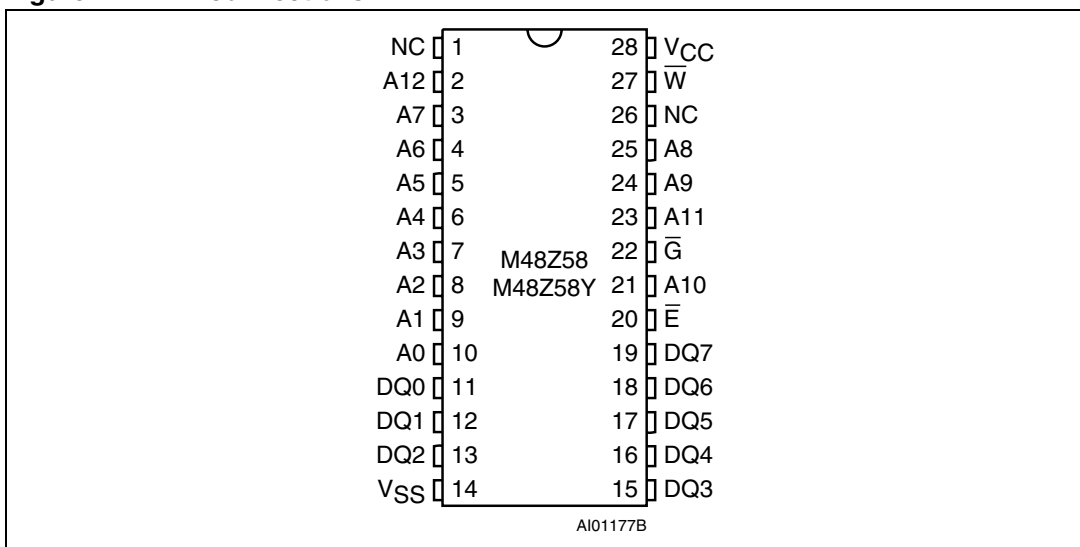 NC 1 28 VCC
A12 2 27 W̅
A7 3 26 NC
A6 4 25 A8
A5 5 24 A9
A4 6 23 A11
A3 7 22 G̅
M48Z58
A2 8 M48Z58Y 21 A10
A1 9 20 E̅
A0 10 19 DQ7
DQ0 11 18 DQ6
DQ1 12 17 DQ5
DQ2 13 16 DQ4
VSS 14 15 DQ3
AI01177B